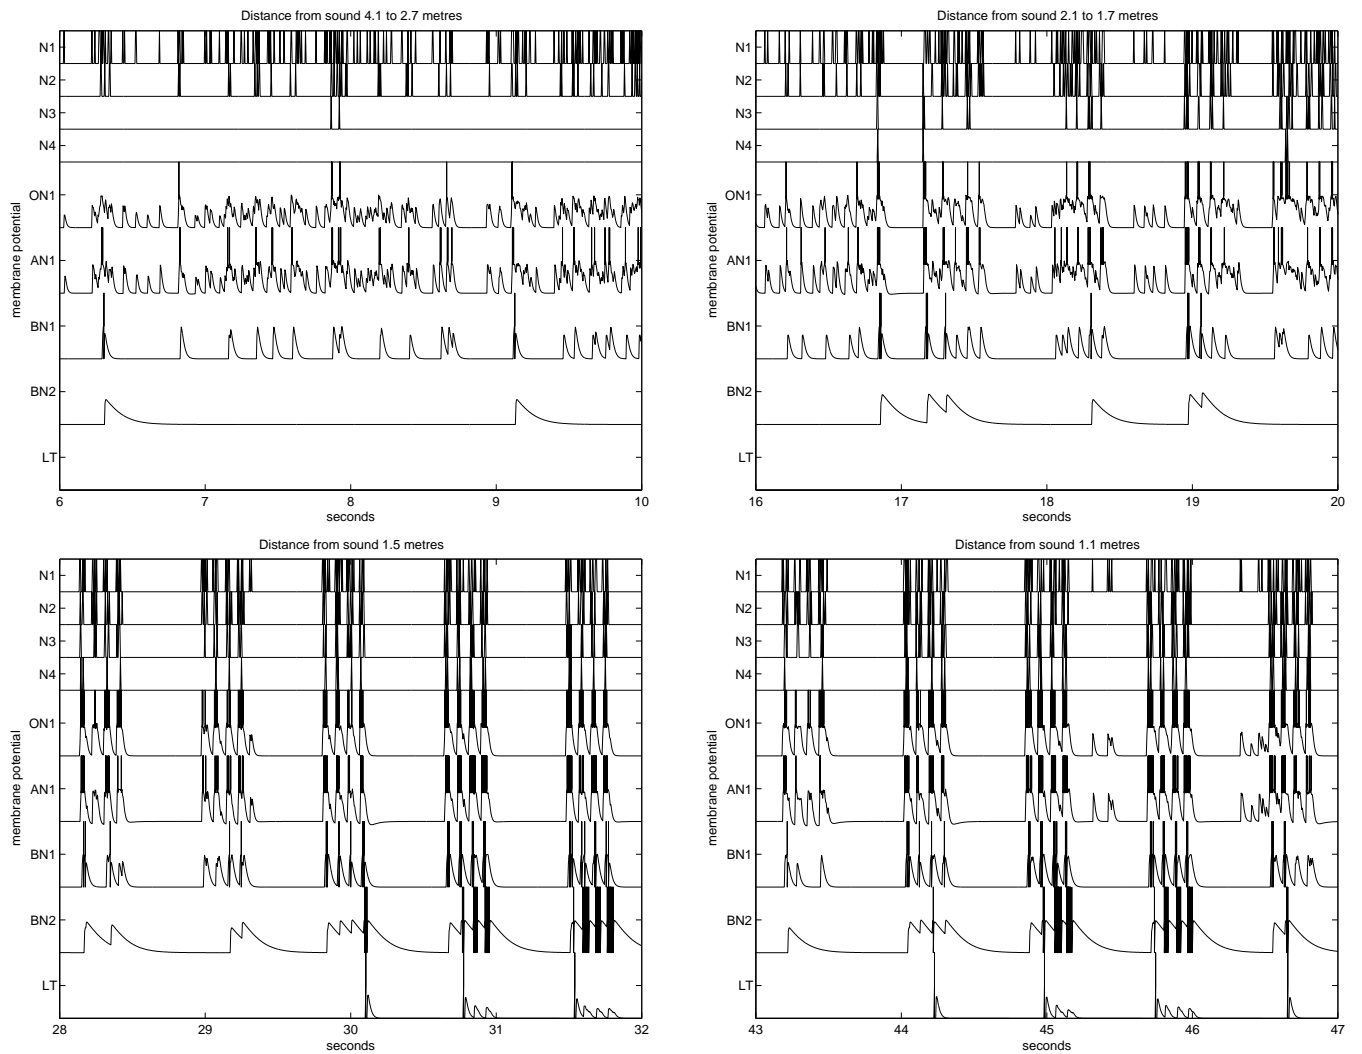 Distance from sound 4.1 to 2.7 metres
N1
N2
N3
N4
ON1
AN1
BN1
BN2
LT
membrane potential
6 7 8 9 10
seconds
Distance from sound 2.1 to 1.7 metres
N1
N2
N3
N4
ON1
AN1
BN1
BN2
LT
membrane potential
16 17 18 19 20
seconds
Distance from sound 1.5 metres
N1
N2
N3
N4
ON1
AN1
BN1
BN2
LT
membrane potential
28 29 30 31 32
seconds
Distance from sound 1.1 metres
N1
N2
N3
N4
ON1
AN1
BN1
BN2
LT
membrane potential
43 44 45 46 47
seconds